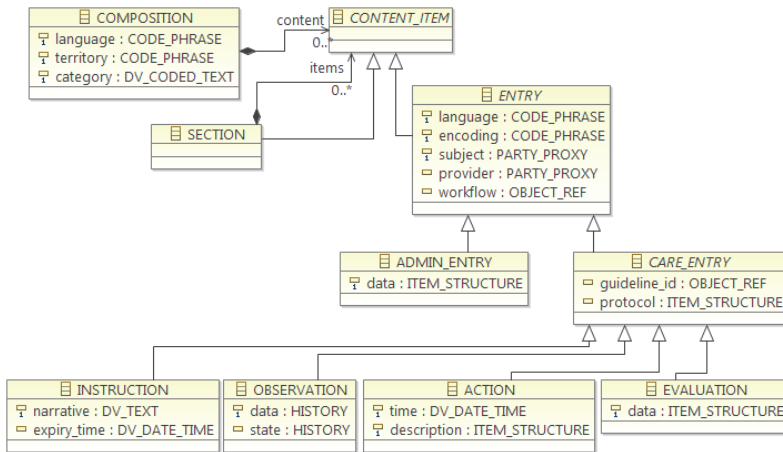 COMPOSITION
language : CODE_PHRASE
territory : CODE_PHRASE
category : DV_CODED_TEXT
content
0..*
CONTENT_ITEM
items
0..*
SECTION
ENTRY
language : CODE_PHRASE
encoding : CODE_PHRASE
subject : PARTY_PROXY
provider : PARTY_PROXY
workflow : OBJECT_REF
ADMIN_ENTRY
data : ITEM_STRUCTURE
CARE_ENTRY
guideline_id : OBJECT_REF
protocol : ITEM_STRUCTURE
INSTRUCTION
narrative : DV_TEXT
expiry_time : DV_DATE_TIME
OBSERVATION
data : HISTORY
state : HISTORY
ACTION
time : DV_DATE_TIME
description : ITEM_STRUCTURE
EVALUATION
data : ITEM_STRUCTURE